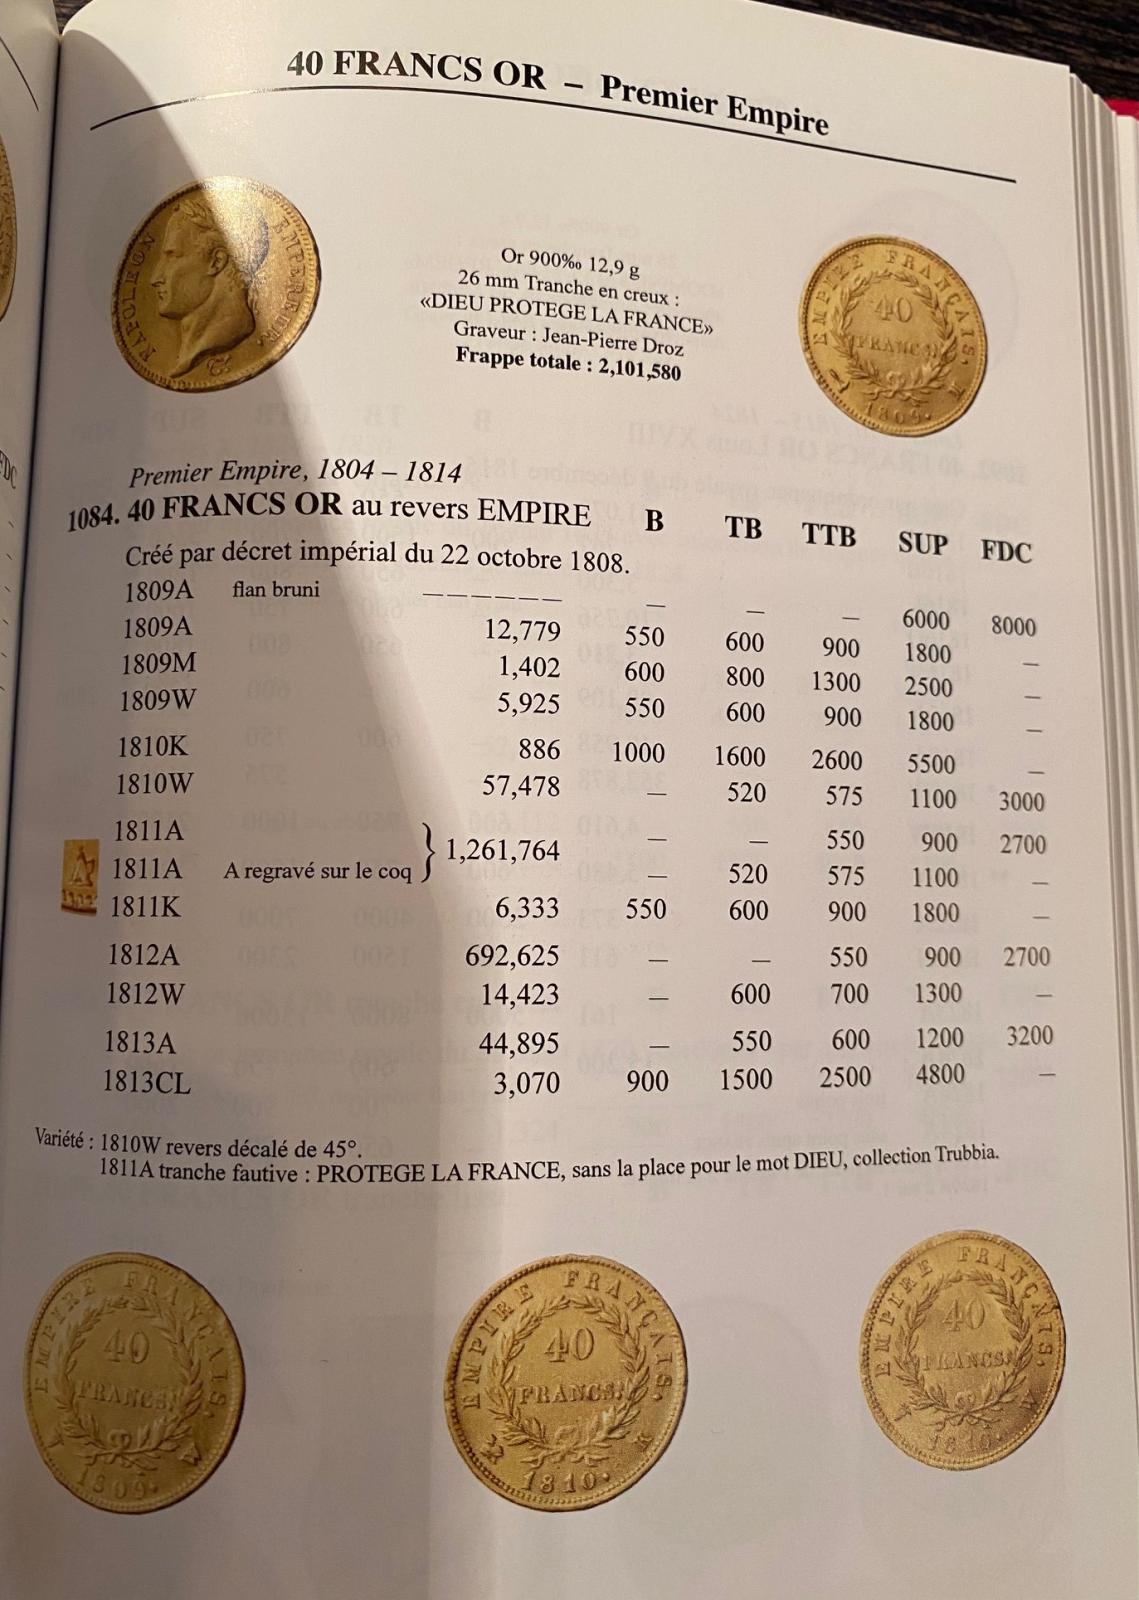 40 FRANCS OR – Premier Empire
NAPOLEON EMPEREUR.
Or 900‰ 12,9 g
26 mm Tranche en creux :
«DIEU PROTEGE LA FRANCE»
Graveur : Jean-Pierre Droz
Frappe totale : 2,101,580
EMPIRE FRANÇAIS.
40
FRANCS
1809
Premier Empire, 1804 – 1814
1084. 40 FRANCS OR au revers EMPIRE B TB TTB SUP FDC
Créé par décret impérial du 22 octobre 1808.
1809A flan bruni –––––– — — — 6000 8000
1809A 12,779 550 600 900 1800 —
1809M 1,402 600 800 1300 2500 —
1809W 5,925 550 600 900 1800 —
1810K 886 1000 1600 2600 5500 —
1810W 57,478 — 520 575 1100 3000
1811A } 1,261,764 — — 550 900 2700
1811A A regravé sur le coq — 520 575 1100 —
1811K 6,333 550 600 900 1800 —
1812A 692,625 — — 550 900 2700
1812W 14,423 — 600 700 1300 —
1813A 44,895 — 550 600 1200 3200
1813CL 3,070 900 1500 2500 4800 —
Variété : 1810W revers décalé de 45°.
1811A tranche fautive : PROTEGE LA FRANCE, sans la place pour le mot DIEU, collection Trubbia.
EMPIRE FRANÇAIS.
40
FRANCS.
W
1809
EMPIRE FRANÇAIS.
40
FRANCS.
K
1810
EMPIRE FRANÇAIS.
40
FRANCS.
W
1810